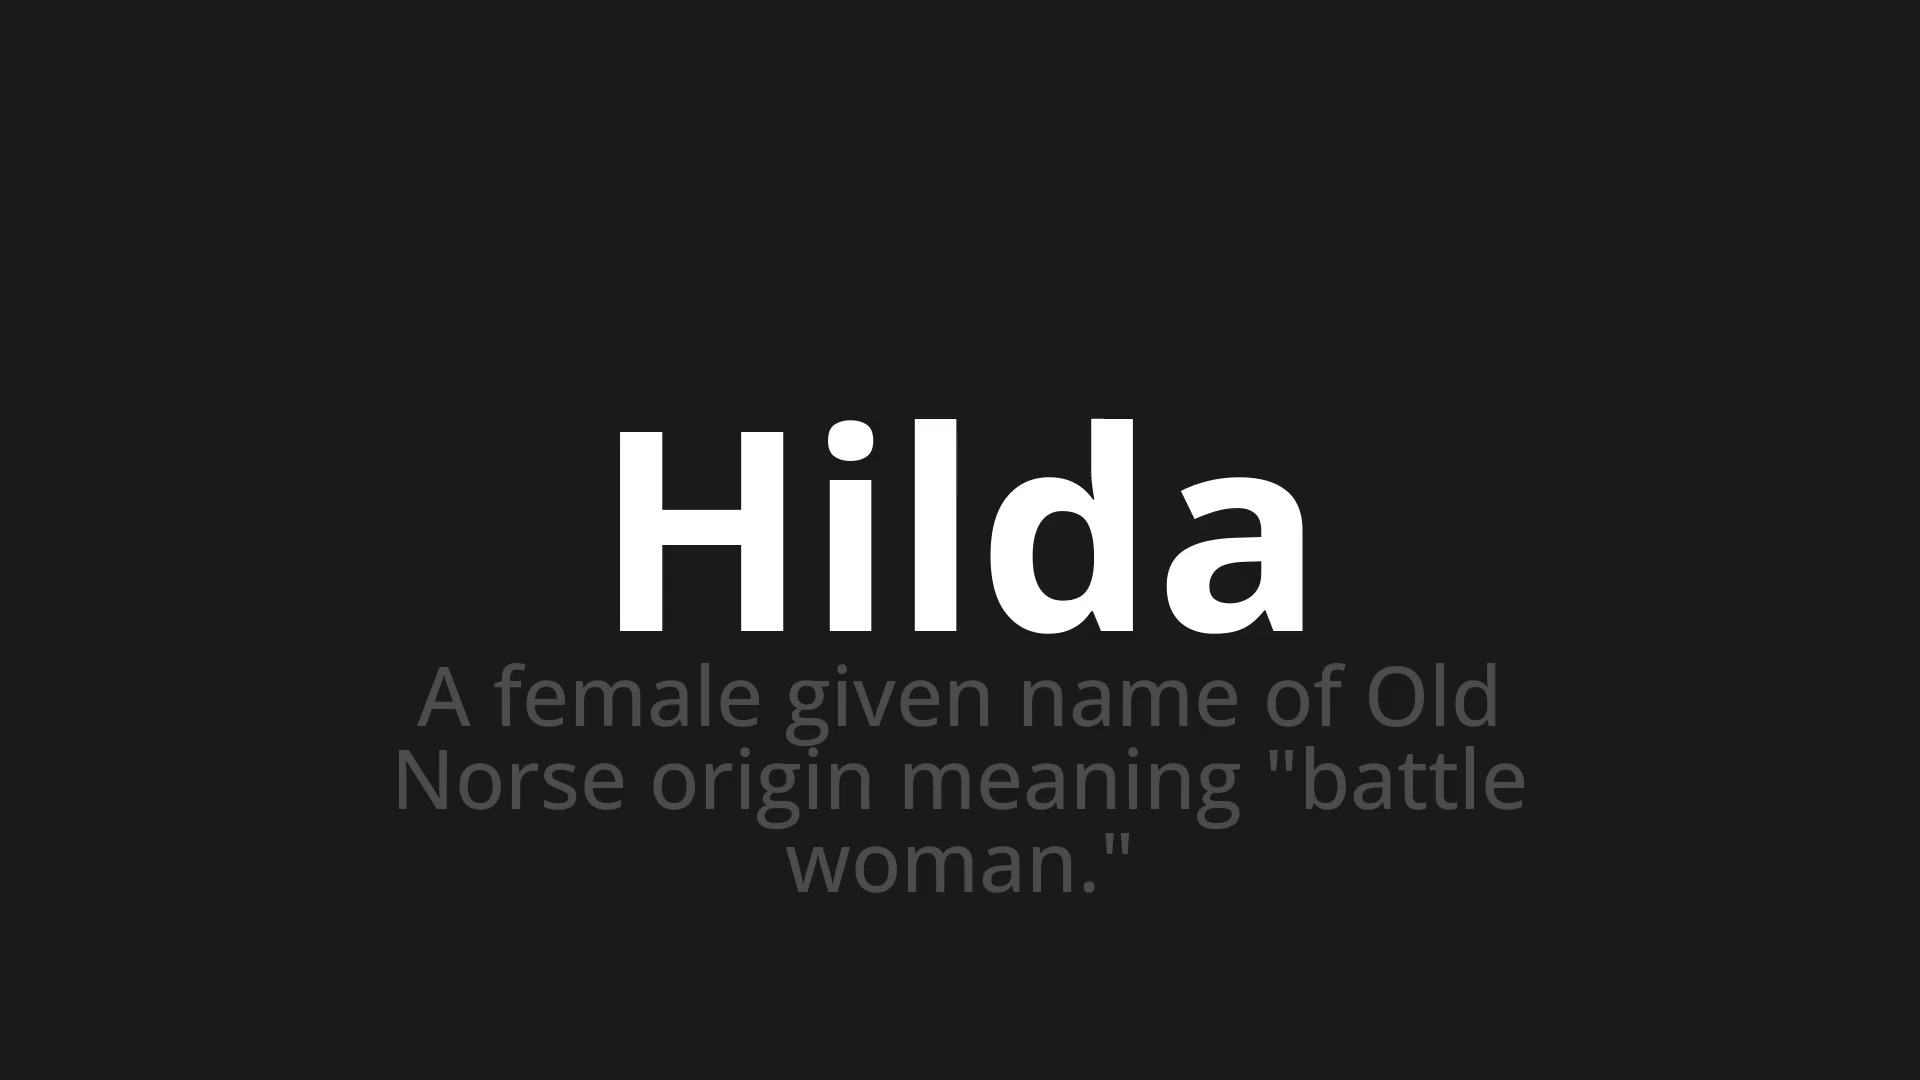 Hilda
A female given name of Old
Norse origin meaning "battle
woman."